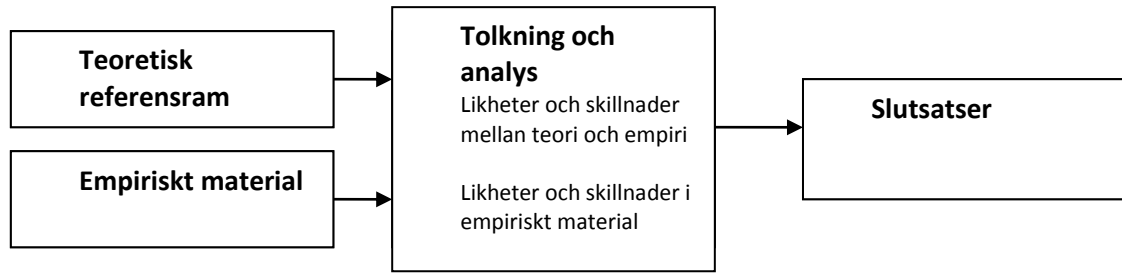 Teoretisk
referensram
Empiriskt material
Tolkning och
analys
Likheter och skillnader
mellan teori och empiri
Likheter och skillnader i
empiriskt material
Slutsatser